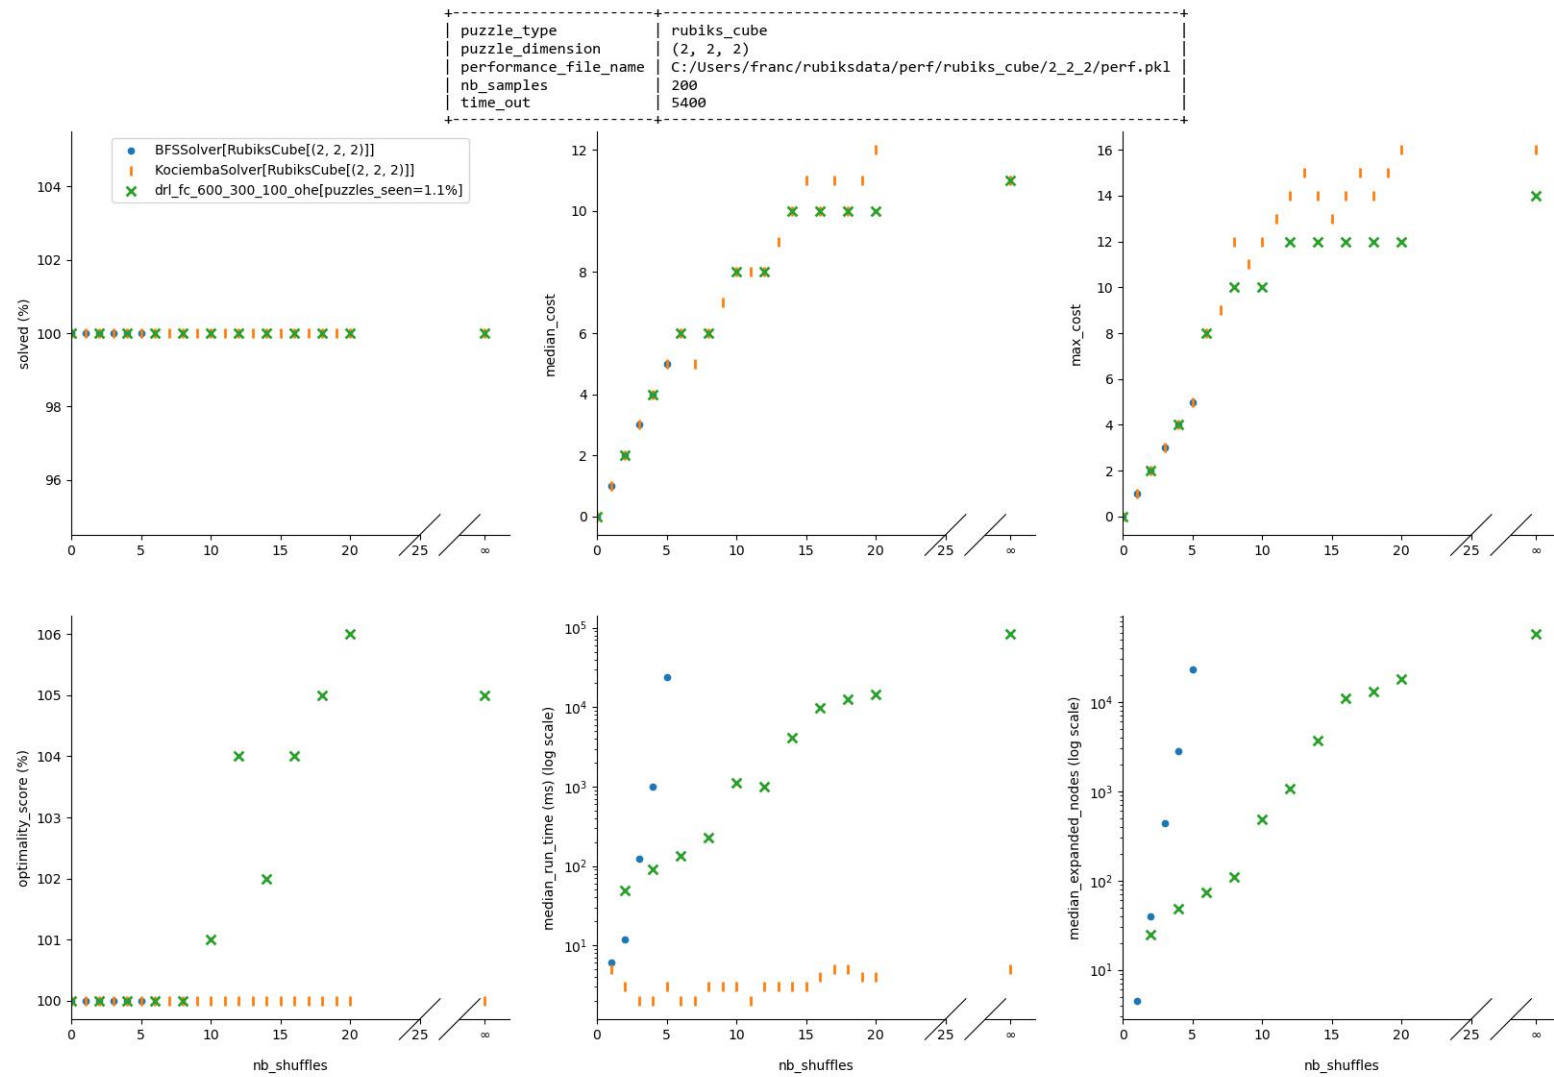 +-----------------------+----------------------------------------------------------+
| puzzle_type | rubiks_cube |
| puzzle_dimension | (2, 2, 2) |
| performance_file_name | C:/Users/franc/rubiksdata/perf/rubiks_cube/2_2_2/perf.pkl |
| nb_samples | 200 |
| time_out | 5400 |
+-----------------------+----------------------------------------------------------+
BFSSolver[RubiksCube[(2, 2, 2)]]
KociembaSolver[RubiksCube[(2, 2, 2)]]
drl_fc_600_300_100_ohe[puzzles_seen=1.1%]
solved (%)
104
102
100
98
96
0 5 10 15 20 25 ∞
median_cost
12
10
8
6
4
2
0
0 5 10 15 20 25 ∞
max_cost
16
14
12
10
8
6
4
2
0
0 5 10 15 20 25 ∞
optimality_score (%)
106
105
104
103
102
101
100
0 5 10 15 20 25 ∞
nb_shuffles
median_run_time (ms) (log scale)
10⁵
10⁴
10³
10²
10¹
0 5 10 15 20 25 ∞
nb_shuffles
median_expanded_nodes (log scale)
10⁴
10³
10²
10¹
0 5 10 15 20 25 ∞
nb_shuffles